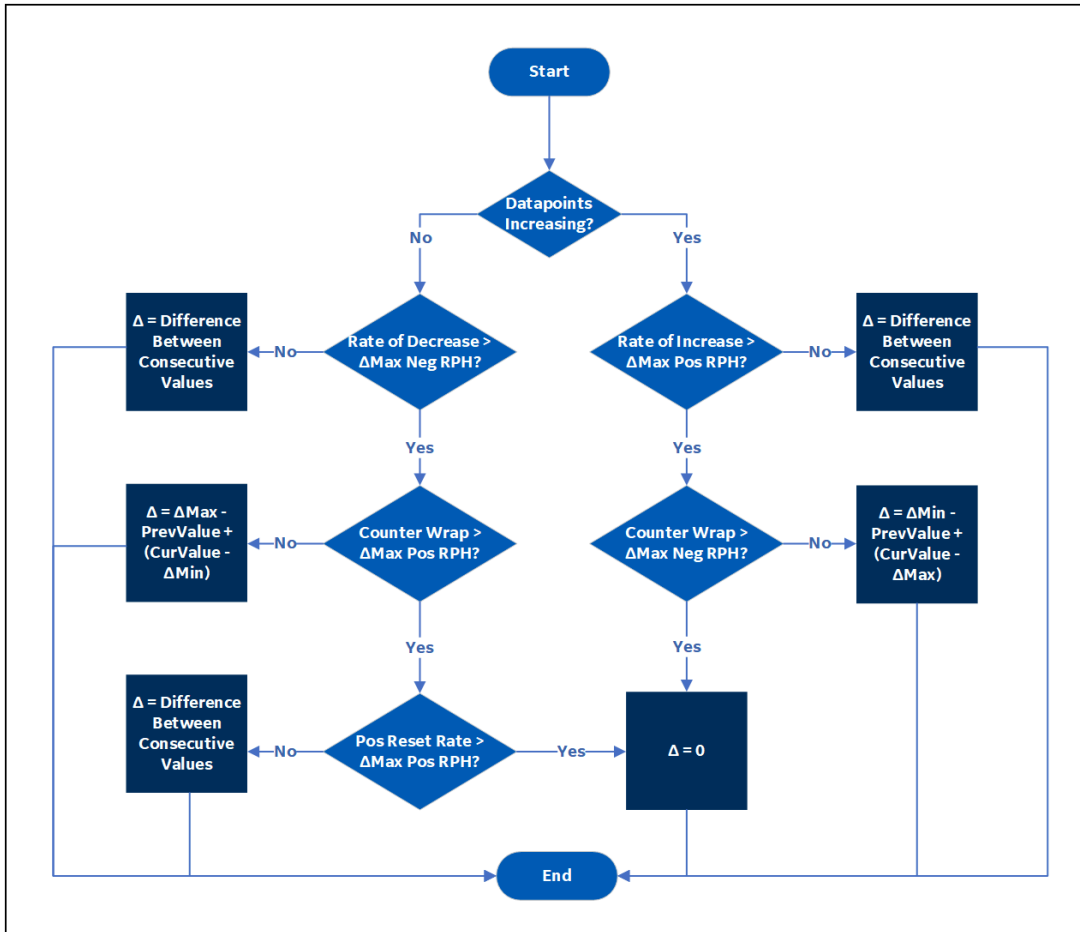 Start
Datapoints
Increasing?
No
Yes
Δ = Difference
Between
Consecutive
Values
No
Rate of Decrease >
ΔMax Neg RPH?
Rate of Increase >
ΔMax Pos RPH?
No
Δ = Difference
Between
Consecutive
Values
Yes
Yes
Δ = ΔMax -
PrevValue +
(CurValue -
ΔMin)
No
Counter Wrap >
ΔMax Pos RPH?
Counter Wrap >
ΔMax Neg RPH?
No
Δ = ΔMin -
PrevValue +
(CurValue -
ΔMax)
Yes
Yes
Δ = Difference
Between
Consecutive
Values
No
Pos Reset Rate >
ΔMax Pos RPH?
Yes
Δ = 0
End